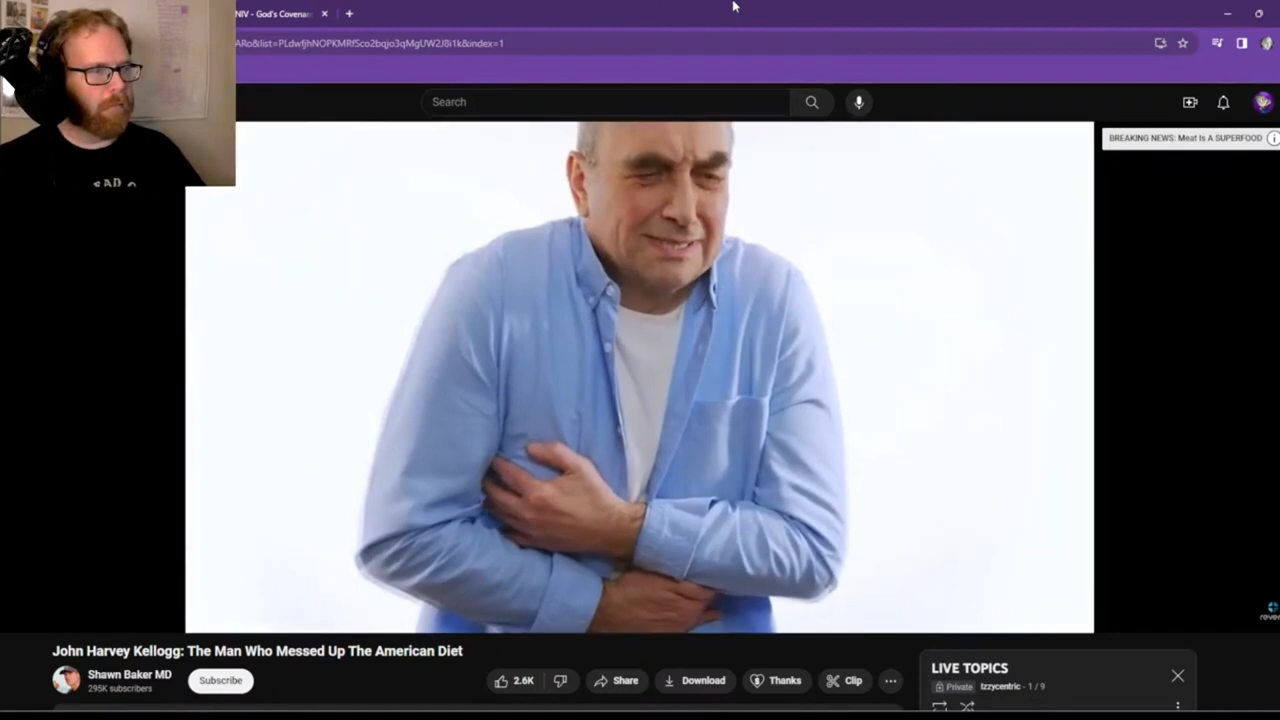 NIV - God's Covenan
ARo&list=PLdwfjhNOPKMRfSco2bqjo3qMgUW2J8i1k&index=1
Search
BREAKING NEWS: Meat Is A SUPERFOOD
rever
John Harvey Kellogg: The Man Who Messed Up The American Diet
Shawn Baker MD
295K subscribers
Subscribe
2.6K
Share
Download
Thanks
Clip
LIVE TOPICS
Private Izzycentric - 1 / 9